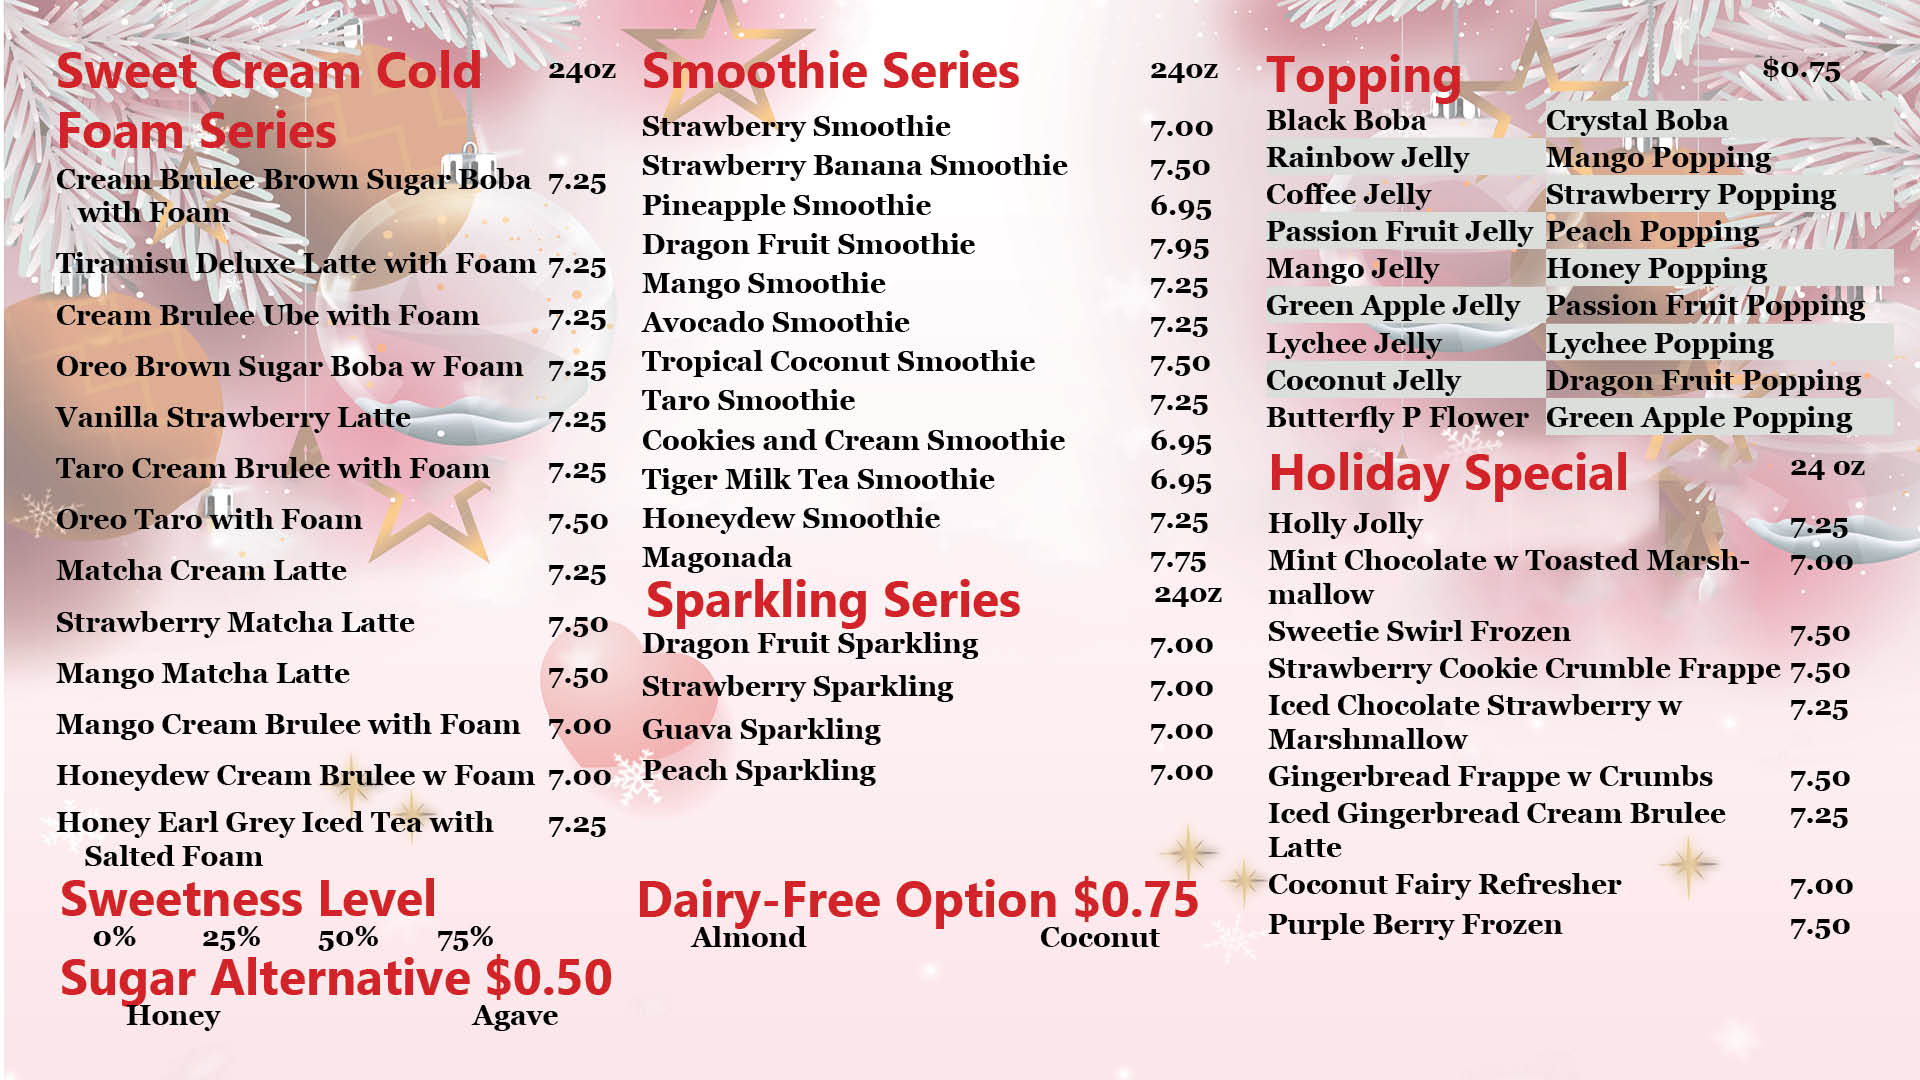 Sweet Cream Cold 24oz
Foam Series
Cream Brulee Brown Sugar Boba 7.25
with Foam
Tiramisu Deluxe Latte with Foam 7.25
Cream Brulee Ube with Foam 7.25
Oreo Brown Sugar Boba w Foam 7.25
Vanilla Strawberry Latte 7.25
Taro Cream Brulee with Foam 7.25
Oreo Taro with Foam 7.50
Matcha Cream Latte 7.25
Strawberry Matcha Latte 7.50
Mango Matcha Latte 7.50
Mango Cream Brulee with Foam 7.00
Honeydew Cream Brulee w Foam 7.00
Honey Earl Grey Iced Tea with 7.25
Salted Foam
Sweetness Level
0% 25% 50% 75%
Sugar Alternative $0.50
Honey Agave
Smoothie Series 24oz
Strawberry Smoothie 7.00
Strawberry Banana Smoothie 7.50
Pineapple Smoothie 6.95
Dragon Fruit Smoothie 7.95
Mango Smoothie 7.25
Avocado Smoothie 7.25
Tropical Coconut Smoothie 7.50
Taro Smoothie 7.25
Cookies and Cream Smoothie 6.95
Tiger Milk Tea Smoothie 6.95
Honeydew Smoothie 7.25
Magonada 7.75
Sparkling Series 24oz
Dragon Fruit Sparkling 7.00
Strawberry Sparkling 7.00
Guava Sparkling 7.00
Peach Sparkling 7.00
Dairy-Free Option $0.75
Almond Coconut
Topping $0.75
Black Boba Crystal Boba
Rainbow Jelly Mango Popping
Coffee Jelly Strawberry Popping
Passion Fruit Jelly Peach Popping
Mango Jelly Honey Popping
Green Apple Jelly Passion Fruit Popping
Lychee Jelly Lychee Popping
Coconut Jelly Dragon Fruit Popping
Butterfly P Flower Green Apple Popping
Holiday Special 24 oz
Holly Jolly 7.25
Mint Chocolate w Toasted Marsh- 7.00
mallow
Sweetie Swirl Frozen 7.50
Strawberry Cookie Crumble Frappe 7.50
Iced Chocolate Strawberry w 7.25
Marshmallow
Gingerbread Frappe w Crumbs 7.50
Iced Gingerbread Cream Brulee 7.25
Latte
Coconut Fairy Refresher 7.00
Purple Berry Frozen 7.50